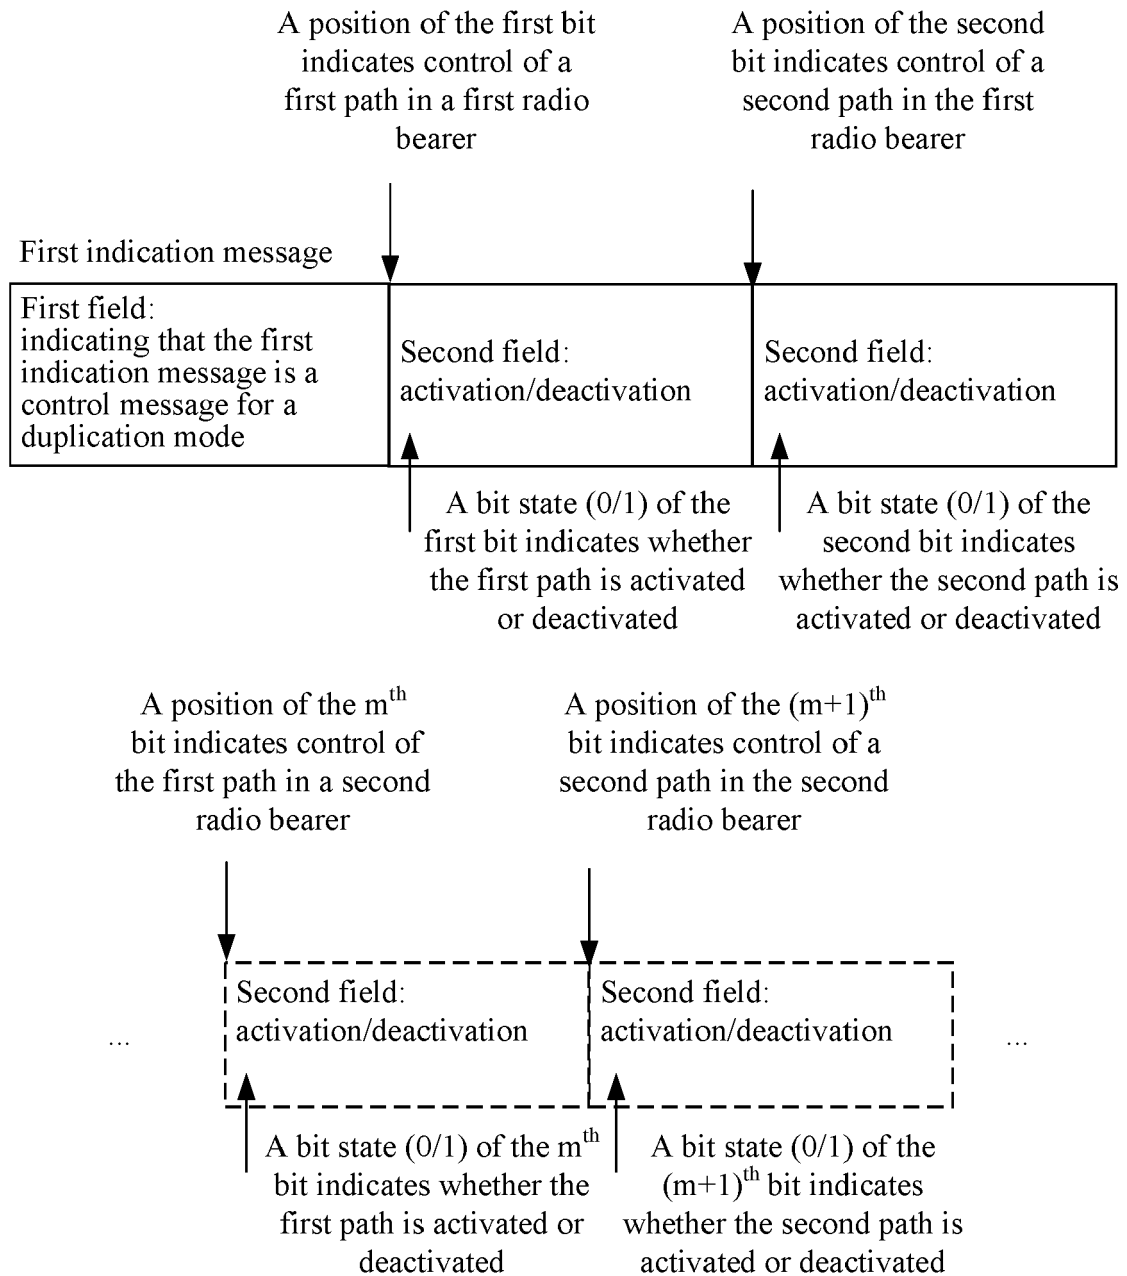 A position of the first bit
indicates control of a
first path in a first radio
bearer
A position of the second
bit indicates control of a
second path in the first
radio bearer
First indication message
First field:
indicating that the first
indication message is a
control message for a
duplication mode
Second field:
activation/deactivation
Second field:
activation/deactivation
A bit state (0/1) of the
first bit indicates whether
the first path is activated
or deactivated
A bit state (0/1) of the
second bit indicates
whether the second path is
activated or deactivated
A position of the mth
bit indicates control of
the first path in a second
radio bearer
A position of the (m+1)th
bit indicates control of a
second path in the second
radio bearer
...
Second field:
activation/deactivation
Second field:
activation/deactivation
...
A bit state (0/1) of the mth
bit indicates whether the
first path is activated or
deactivated
A bit state (0/1) of the
(m+1)th bit indicates
whether the second path is
activated or deactivated